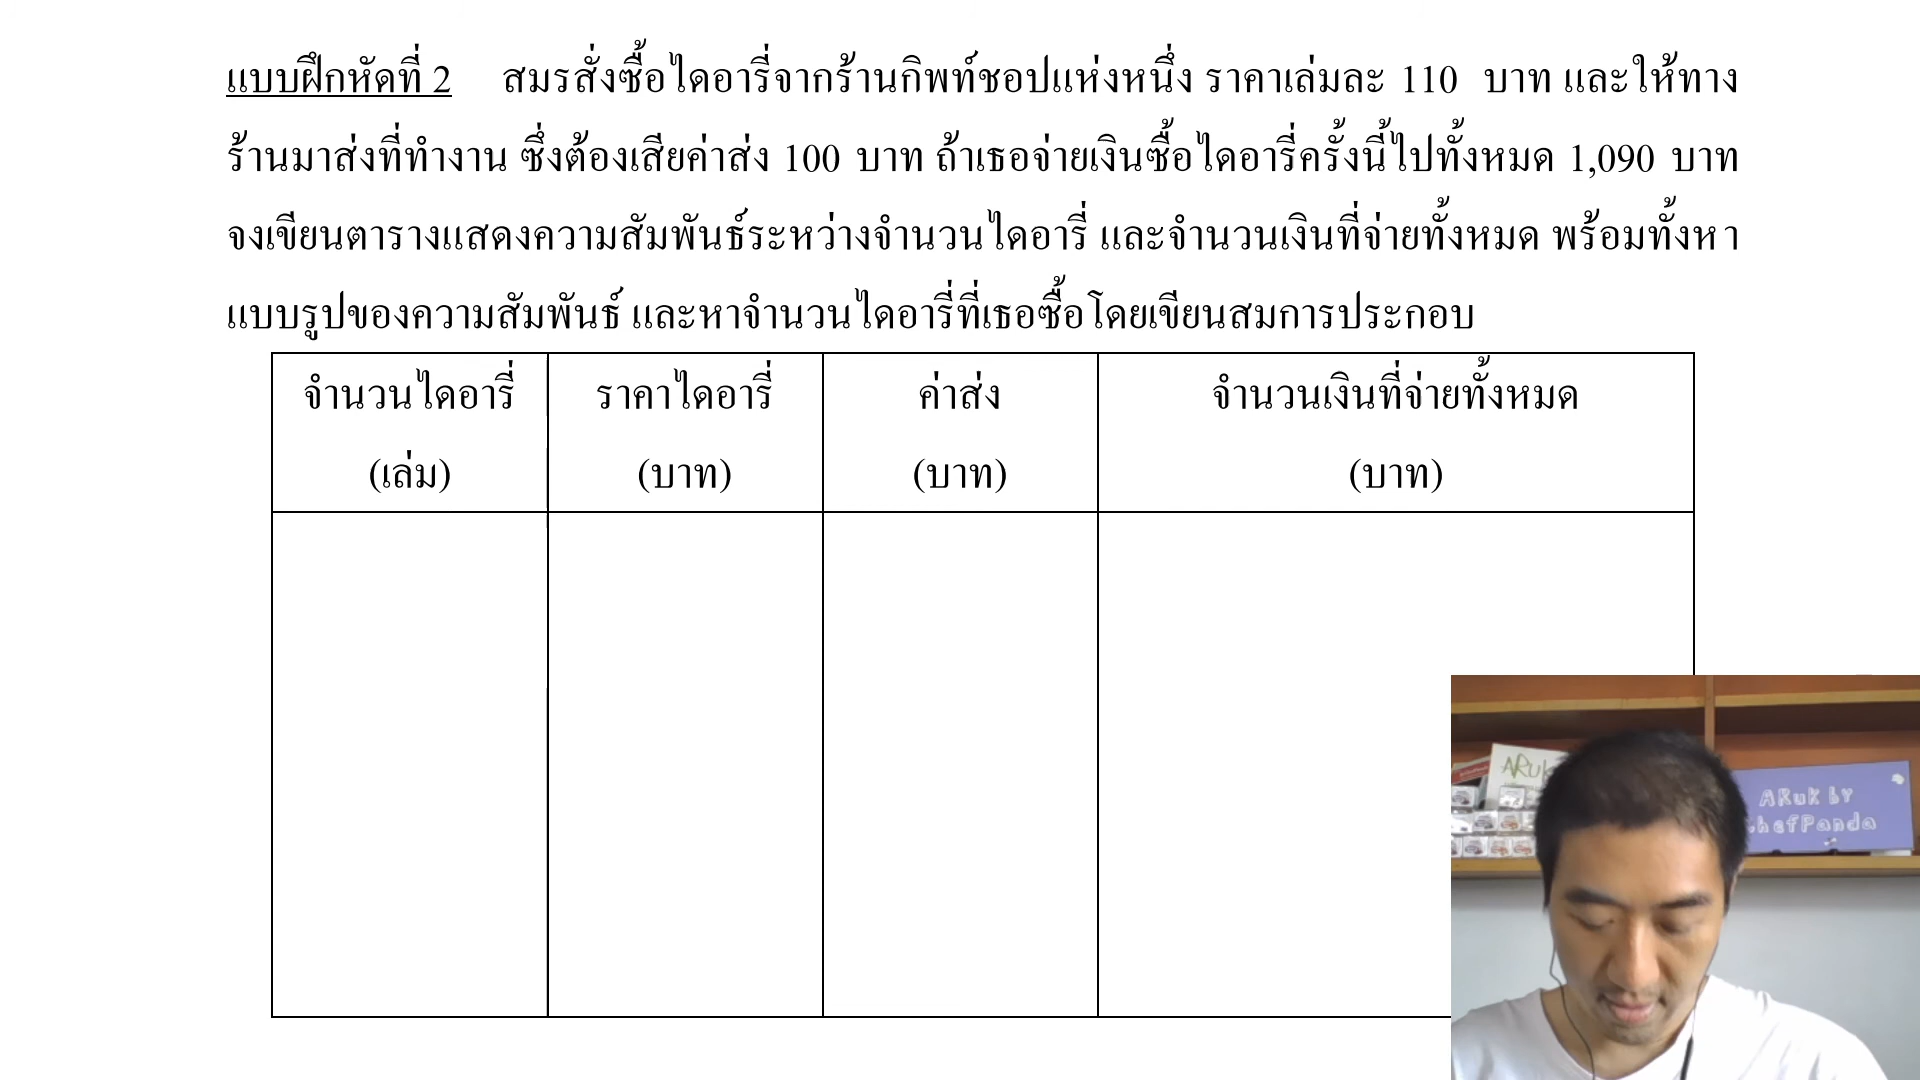 แบบฝึกหัดที่ 2 สมรสั่งซื้อไดอารี่จากร้านกิพท์ชอปแห่งหนึ่ง ราคาเล่มละ 110 บาท และให้ทาง
ร้านมาส่งที่ทำงาน ซึ่งต้องเสียค่าส่ง 100 บาท ถ้าเธอจ่ายเงินซื้อไดอารี่ครั้งนี้ไปทั้งหมด 1,090 บาท
จงเขียนตารางแสดงความสัมพันธ์ระหว่างจำนวนไดอารี่ และจำนวนเงินที่จ่ายทั้งหมด พร้อมทั้งหา
แบบรูปของความสัมพันธ์ และหาจำนวนไดอารี่ที่เธอซื้อโดยเขียนสมการประกอบ
จำนวนไดอารี่ ราคาไดอารี่ ค่าส่ง จำนวนเงินที่จ่ายทั้งหมด
(เล่ม) (บาท) (บาท) (บาท)
ARuk by
ChefPanda